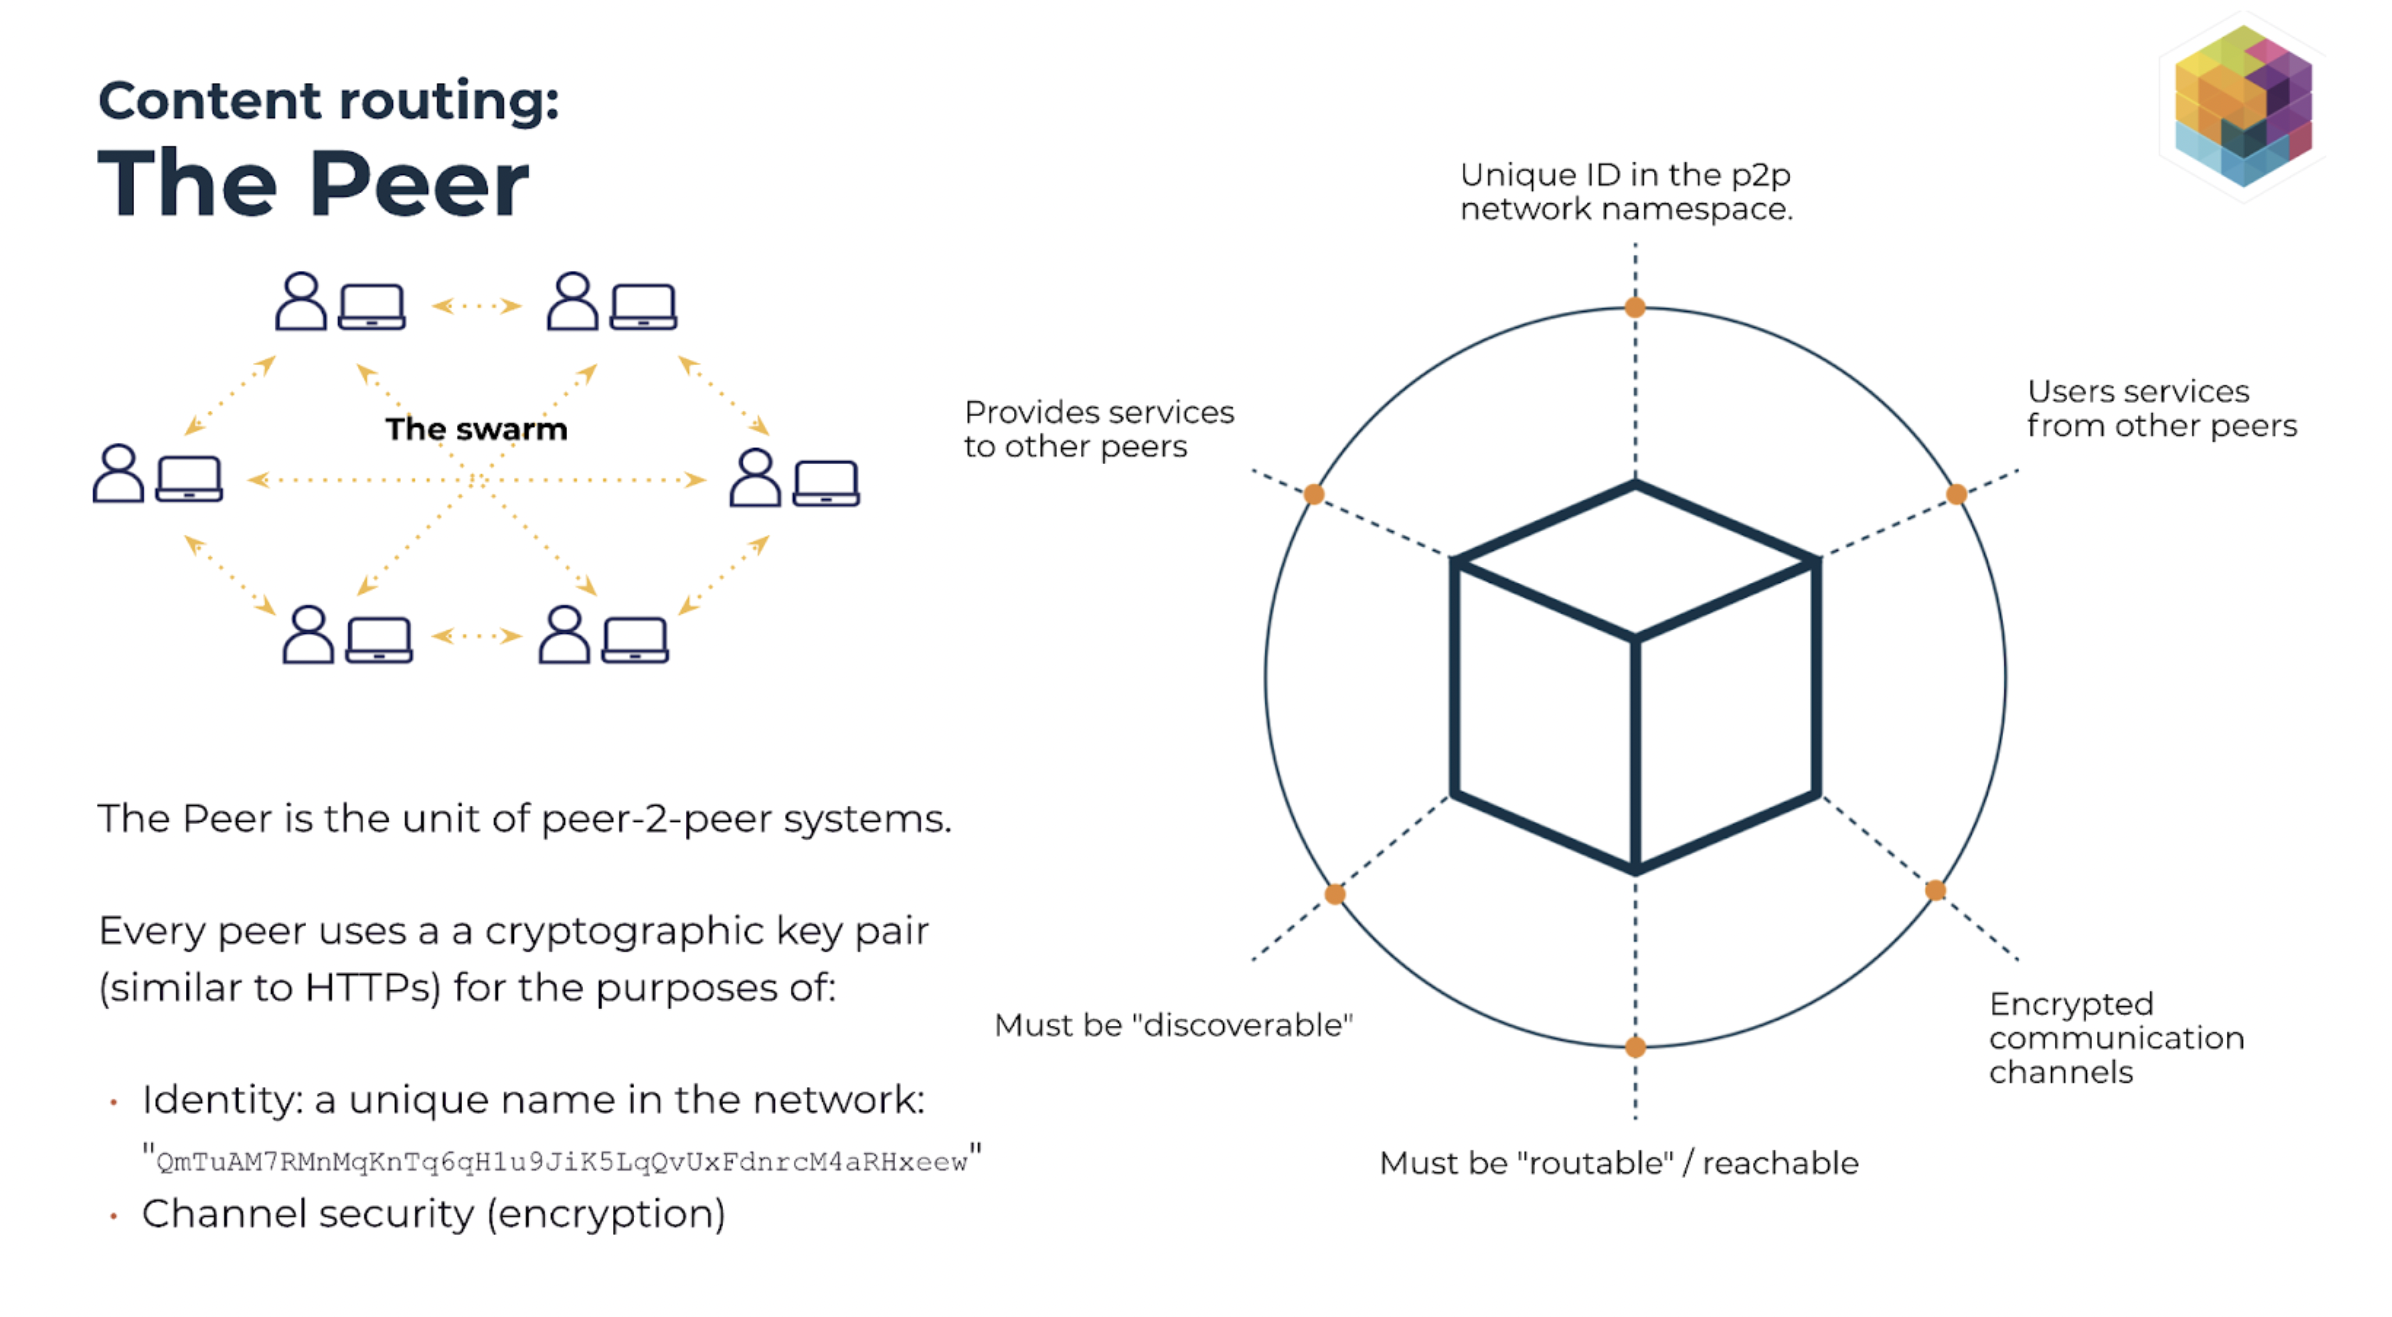 Content routing:
The Peer
The swarm
The Peer is the unit of peer-2-peer systems.
Every peer uses a a cryptographic key pair
(similar to HTTPs) for the purposes of:
• Identity: a unique name in the network:
"QmTuAM7RMnMqKnTq6qH1u9JiK5LqQvUxFdnrcM4aRHxeew"
• Channel security (encryption)
Unique ID in the p2p
network namespace.
Provides services
to other peers
Users services
from other peers
Must be "discoverable"
Encrypted
communication
channels
Must be "routable" / reachable